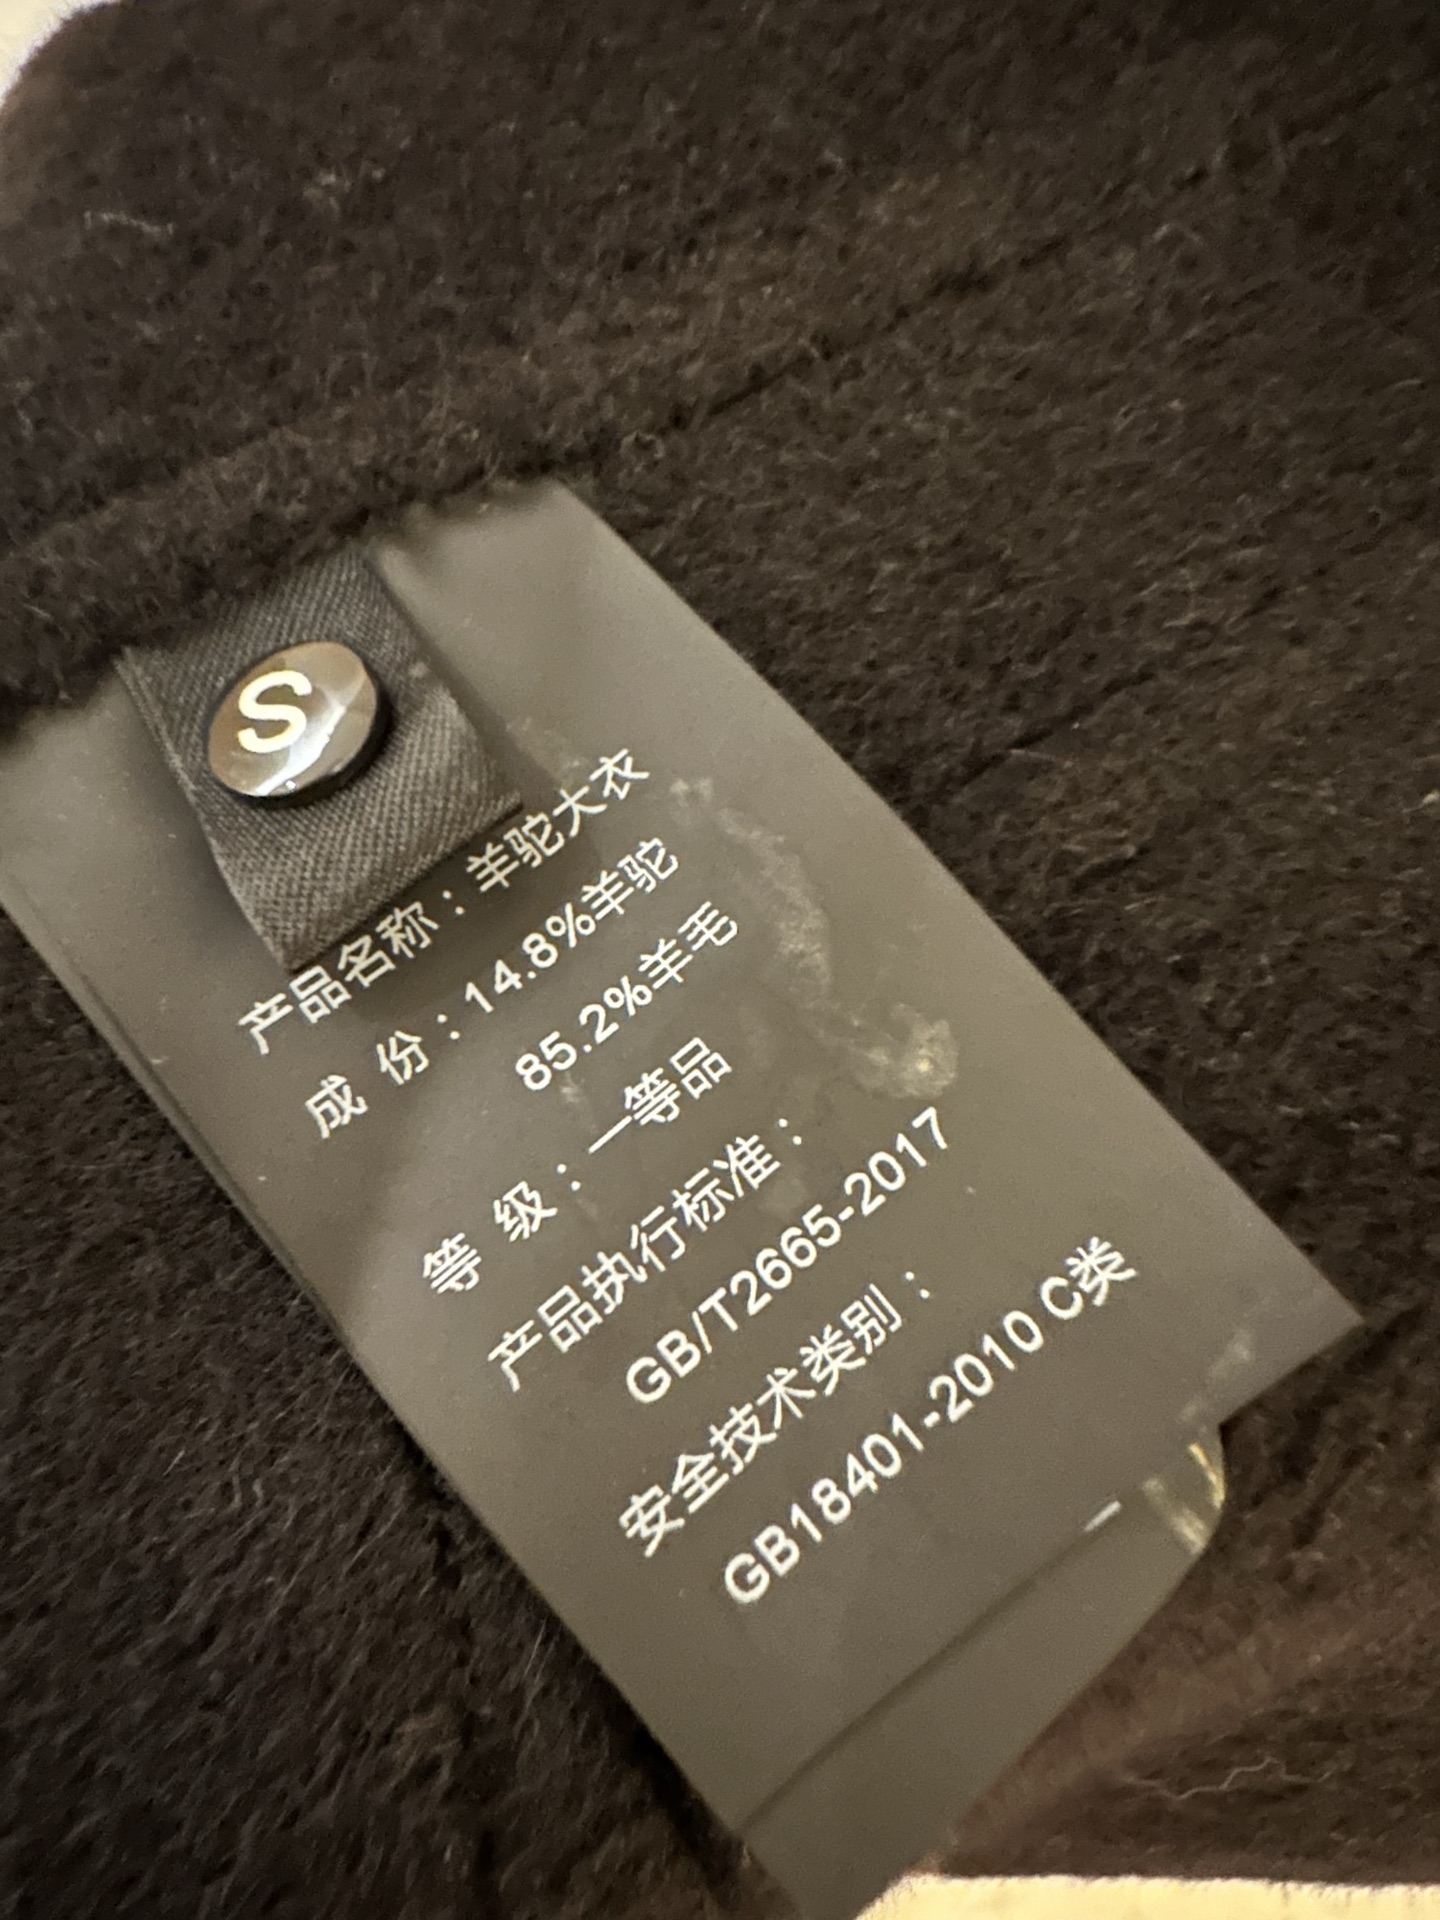 S
产品名称：羊驼大衣
成 份：14.8%羊驼
85.2%羊毛
等 级：一等品
产品执行标准：
GB/T2665-2017
安全技术类别：
GB18401-2010 C类